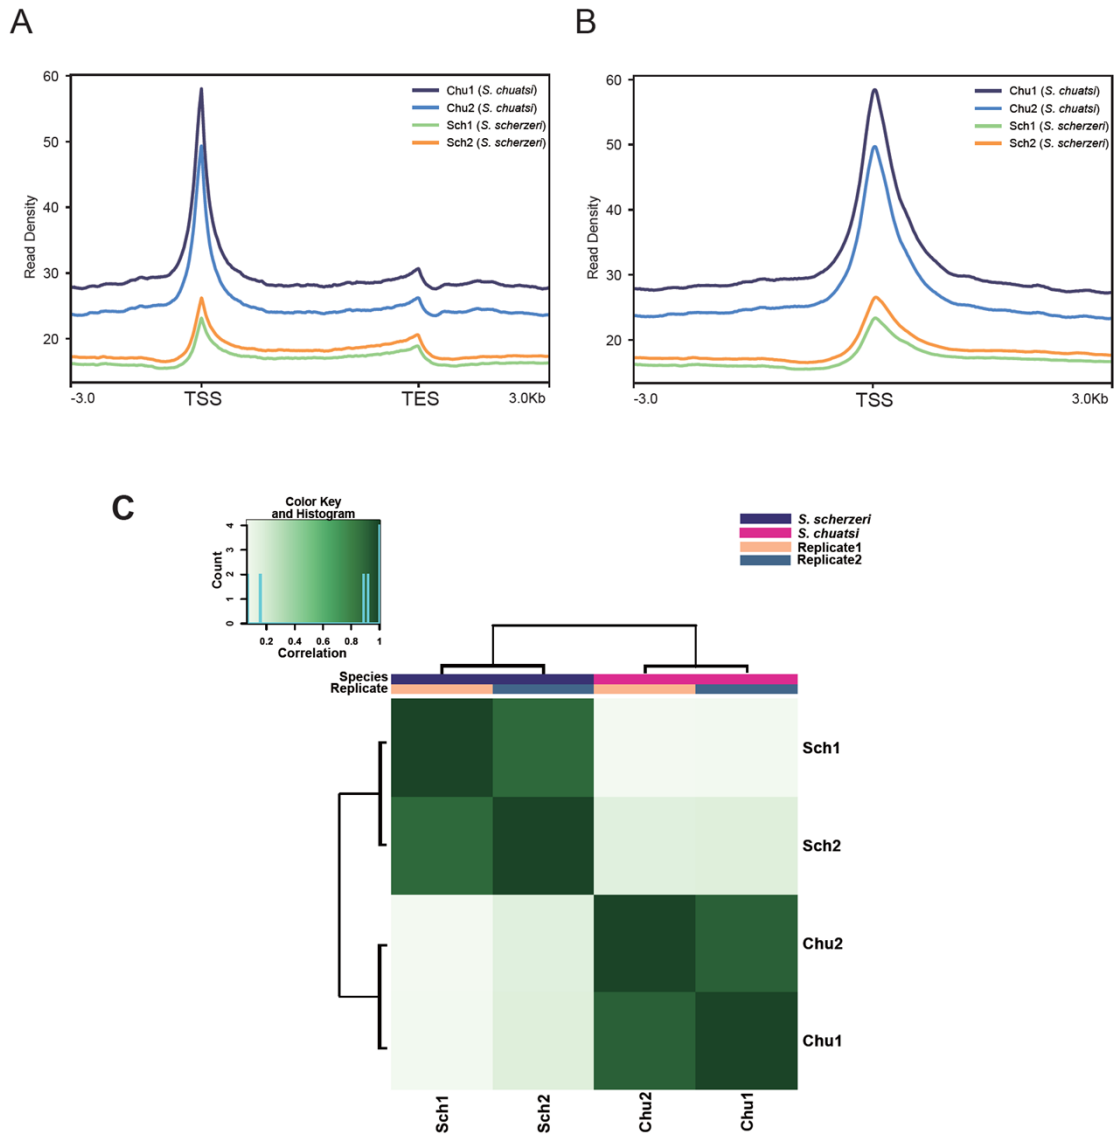 A
60
50
40
30
20
Read Density
Chu1 (S. chuatsi)
Chu2 (S. chuatsi)
Sch1 (S. scherzeri)
Sch2 (S. scherzeri)
-3.0
TSS
TES
3.0Kb
B
60
50
40
30
20
Read Density
Chu1 (S. chuatsi)
Chu2 (S. chuatsi)
Sch1 (S. scherzeri)
Sch2 (S. scherzeri)
-3.0
TSS
3.0Kb
C
Color Key
and Histogram
4
3
2
1
0
Count
0.2 0.4 0.6 0.8 1
Correlation
S. scherzeri
S. chuatsi
Replicate1
Replicate2
Species
Replicate
Sch1
Sch2
Chu2
Chu1
Sch1
Sch2
Chu2
Chu1